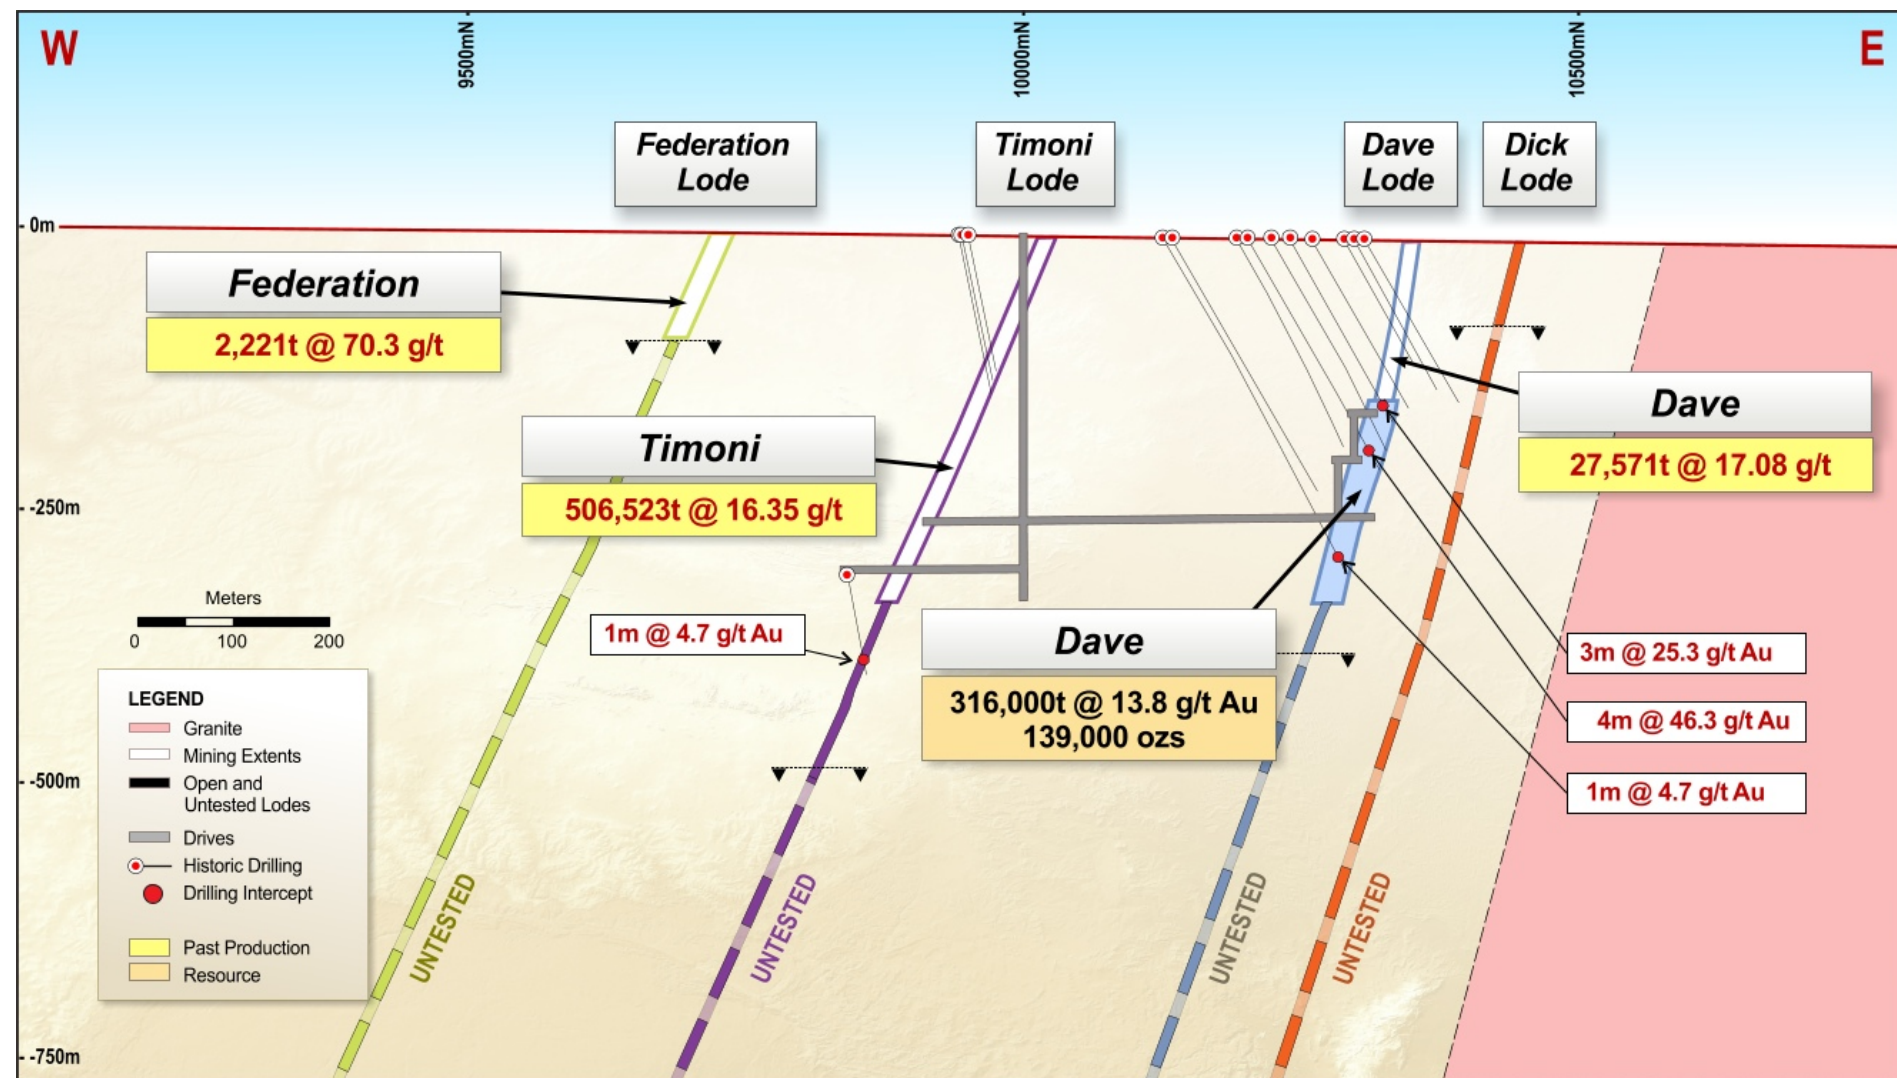 W
9500mN
10000mN
10500mN
E
Federation
Lode
Timoni
Lode
Dave
Lode
Dick
Lode
0m
Federation
2,221t @ 70.3 g/t
Timoni
506,523t @ 16.35 g/t
Dave
27,571t @ 17.08 g/t
-250m
Meters
0 100 200
1m @ 4.7 g/t Au
Dave
316,000t @ 13.8 g/t Au
139,000 ozs
3m @ 25.3 g/t Au
4m @ 46.3 g/t Au
1m @ 4.7 g/t Au
LEGEND
Granite
Mining Extents
Open and
Untested Lodes
Drives
Historic Drilling
Drilling Intercept
Past Production
Resource
-500m
UNTESTED
UNTESTED
UNTESTED
UNTESTED
-750m